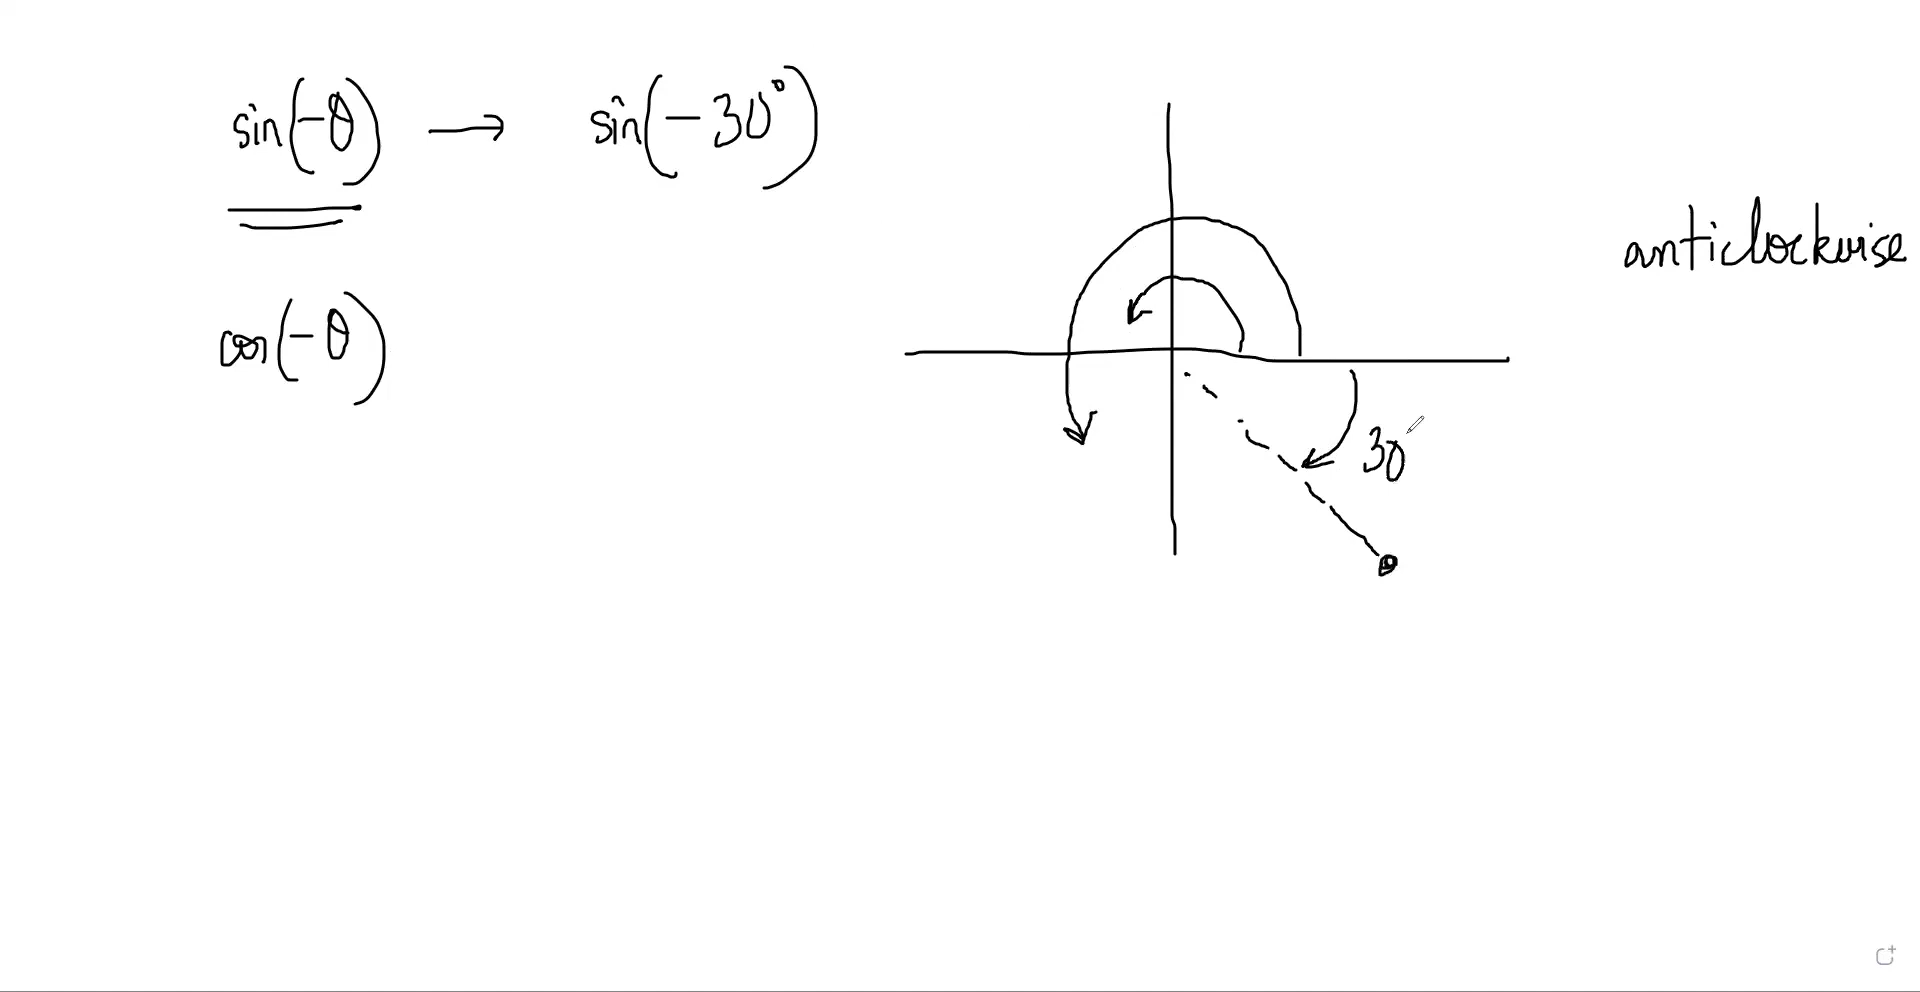 sin(-θ) → sin(-30°)
anticlockwise
cos(-θ)
30